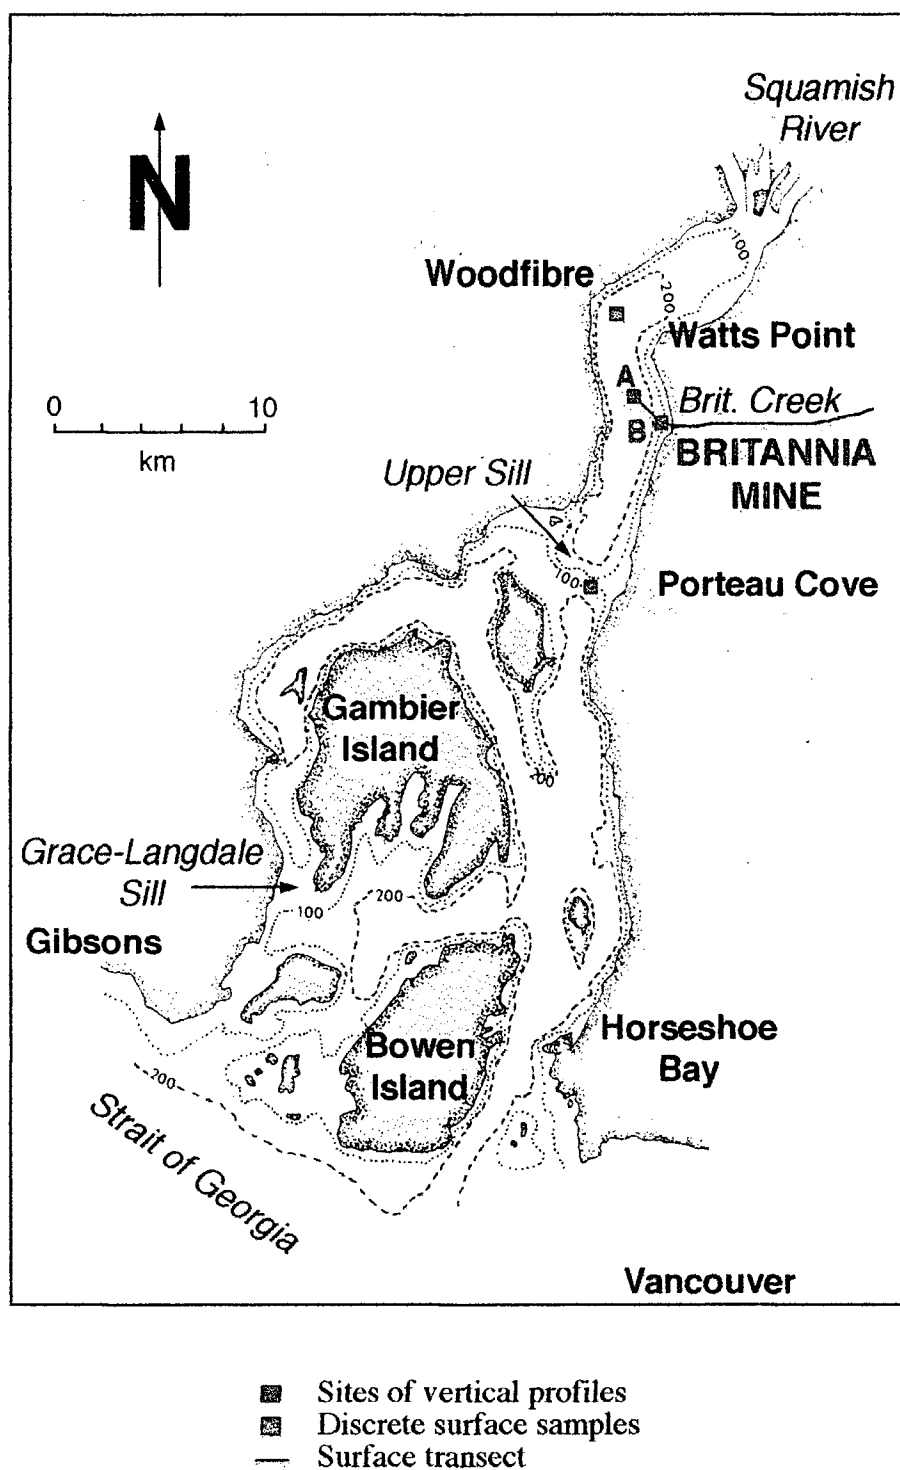 Squamish
River
N
100
Woodfibre
200
Watts Point
A
0 10
km
Brit. Creek
B
BRITANNIA
MINE
Upper Sill
100
Porteau Cove
Gambier
Island
200
Grace-Langdale
Sill
200
100
Gibsons
Horseshoe
Bay
Bowen
Island
200
Strait of Georgia
Vancouver
Sites of vertical profiles
Discrete surface samples
Surface transect